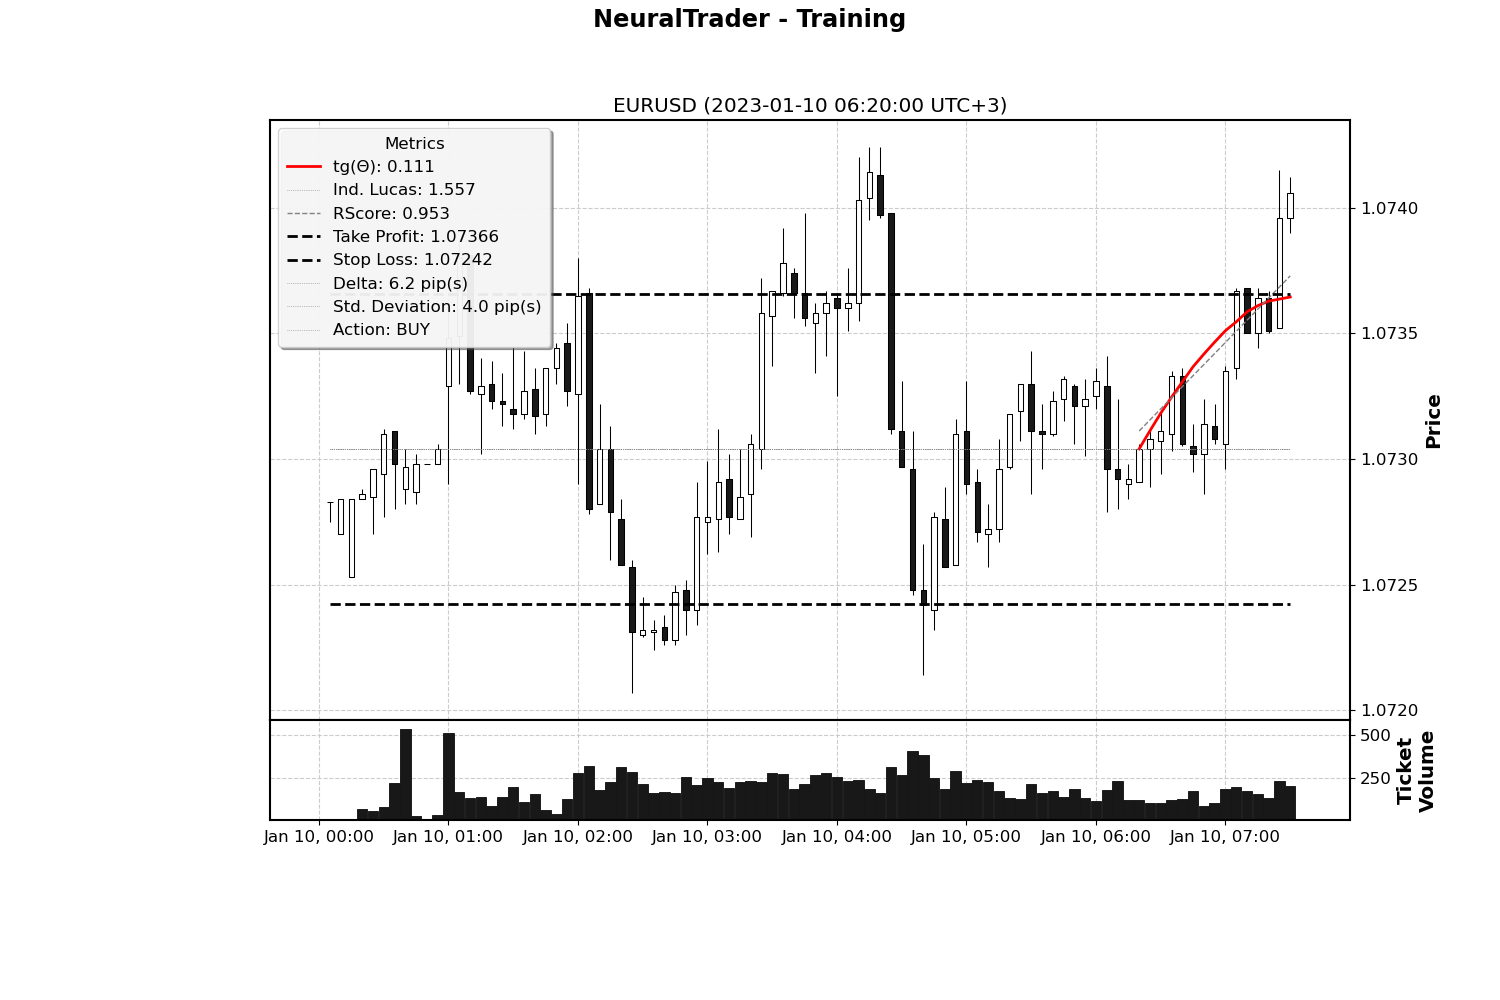 NeuralTrader - Training
EURUSD (2023-01-10 06:20:00 UTC+3)
Metrics
tg(Θ): 0.111
Ind. Lucas: 1.557
RScore: 0.953
Take Profit: 1.07366
Stop Loss: 1.07242
Delta: 6.2 pip(s)
Std. Deviation: 4.0 pip(s)
Action: BUY
1.0740
1.0735
1.0730
1.0725
1.0720
Price
500
250
Ticket
Volume
Jan 10, 00:00
Jan 10, 01:00
Jan 10, 02:00
Jan 10, 03:00
Jan 10, 04:00
Jan 10, 05:00
Jan 10, 06:00
Jan 10, 07:00